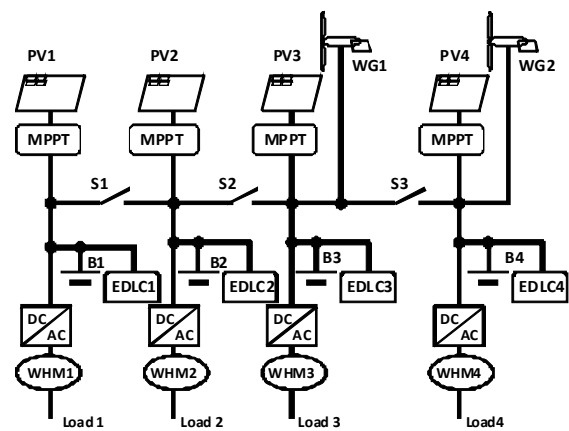 PV1 PV2 PV3 WG1 PV4 WG2
MPPT MPPT MPPT MPPT
S1 S2 S3
B1 B2 B3 B4
EDLC1 EDLC2 EDLC3 EDLC4
DC DC DC DC
AC AC AC AC
WHM1 WHM2 WHM3 WHM4
Load 1 Load 2 Load 3 Load4